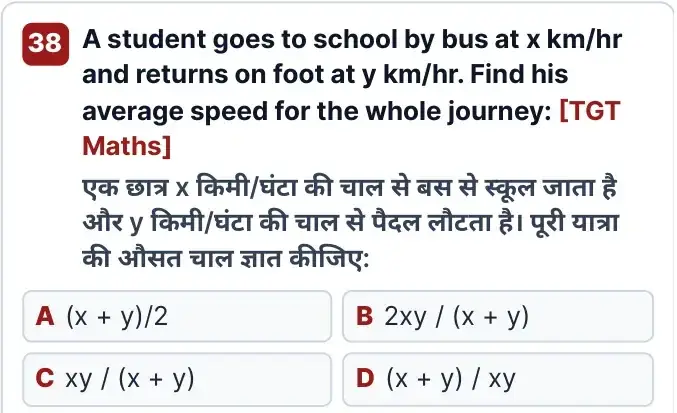 38 A student goes to school by bus at x km/hr
and returns on foot at y km/hr. Find his
average speed for the whole journey: [TGT
Maths]
एक छात्र x किमी/घंटा की चाल से बस से स्कूल जाता है
और y किमी/घंटा की चाल से पैदल लौटता है। पूरी यात्रा
की औसत चाल ज्ञात कीजिए:
A (x + y)/2
B 2xy / (x + y)
C xy / (x + y)
D (x + y) / xy